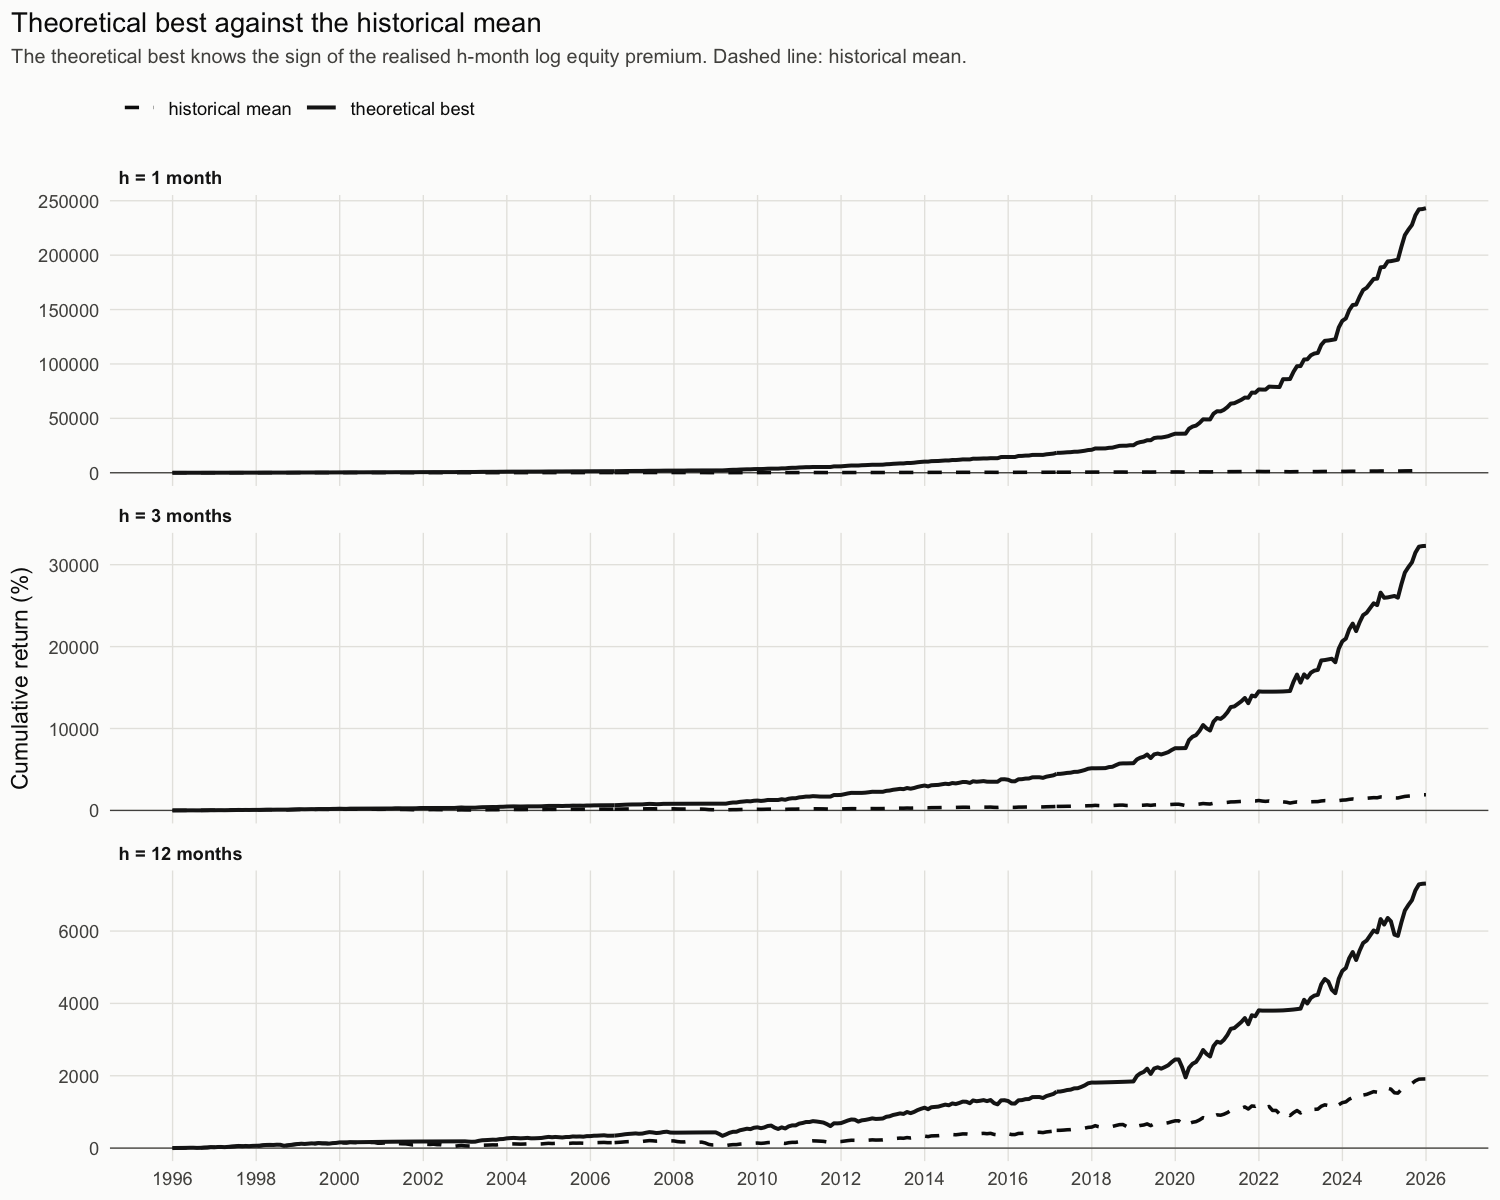 Theoretical best against the historical mean
The theoretical best knows the sign of the realised h-month log equity premium. Dashed line: historical mean.
historical mean theoretical best
h = 1 month
250000
200000
150000
100000
50000
0
h = 3 months
30000
20000
10000
0
Cumulative return (%)
h = 12 months
6000
4000
2000
0
1996 1998 2000 2002 2004 2006 2008 2010 2012 2014 2016 2018 2020 2022 2024 2026